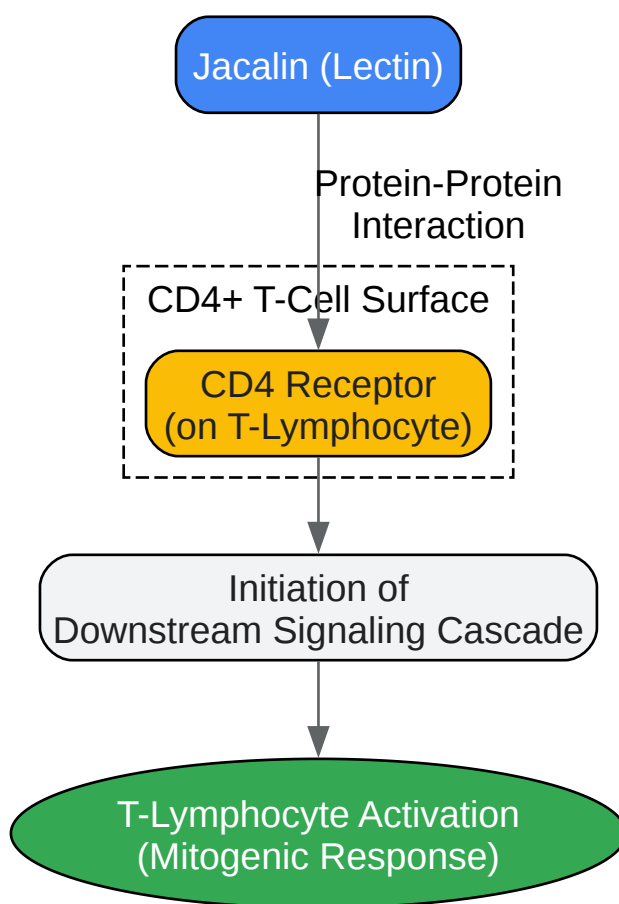 Jacalin (Lectin)
Protein-Protein
Interaction
CD4+ T-Cell Surface
CD4 Receptor
(on T-Lymphocyte)
Initiation of
Downstream Signaling Cascade
T-Lymphocyte Activation
(Mitogenic Response)